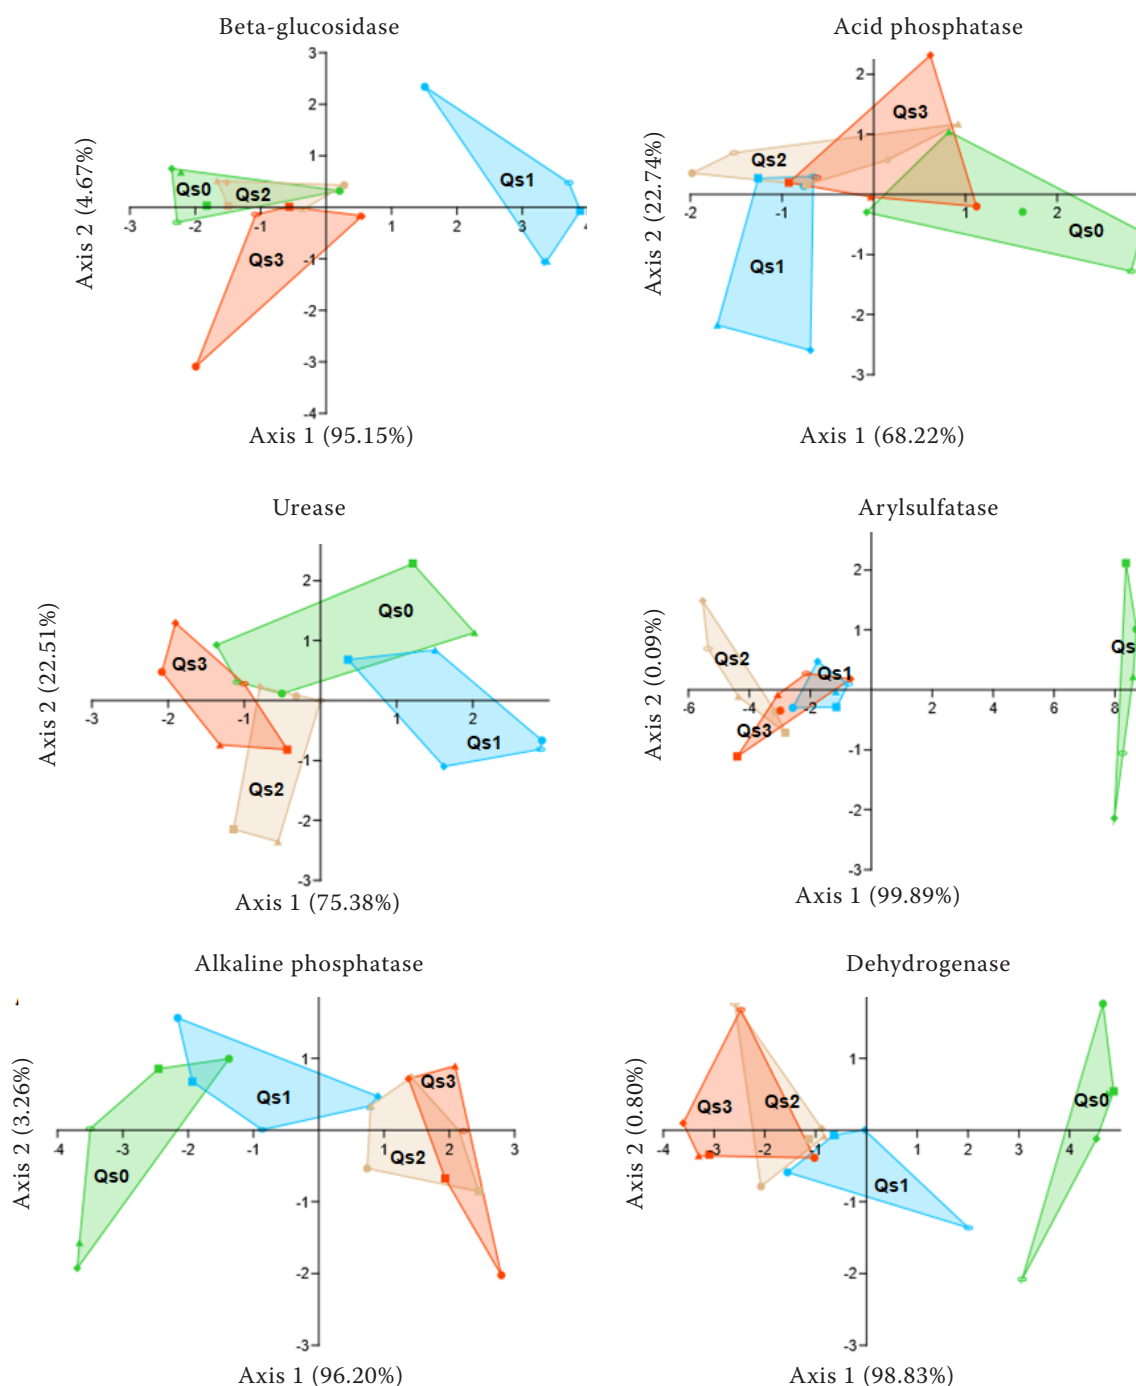 Beta-glucosidase
3
2
1
-3 -2 -1 1 2 3 4
-1
-2
-3
-4
Qs0
Qs2
Qs1
Qs3
Axis 2 (4.67%)
Axis 1 (95.15%)
Acid phosphatase
2
1
-2 -1 1 2
-1
-2
-3
Qs3
Qs2
Qs0
Qs1
Axis 2 (22.74%)
Axis 1 (68.22%)
Urease
2
1
-3 -2 -1 1 2
-1
-2
-3
Qs0
Qs3
Qs1
Qs2
Axis 2 (22.51%)
Axis 1 (75.38%)
Arylsulfatase
2
1
-6 -4 -2 2 4 6 8
-1
-2
-3
Qs
Qs2
Qs1
Qs3
Axis 2 (0.09%)
Axis 1 (99.89%)
Alkaline phosphatase
1
-4 -3 -2 -1 1 2 3
-1
-2
-3
Qs3
Qs1
Qs2
Qs0
Axis 2 (3.26%)
Axis 1 (96.20%)
Dehydrogenase
1
-4 -3 -2 -1 1 2 3 4
-1
-2
-3
Qs3
Qs2
Qs0
Qs1
Axis 2 (0.80%)
Axis 1 (98.83%)